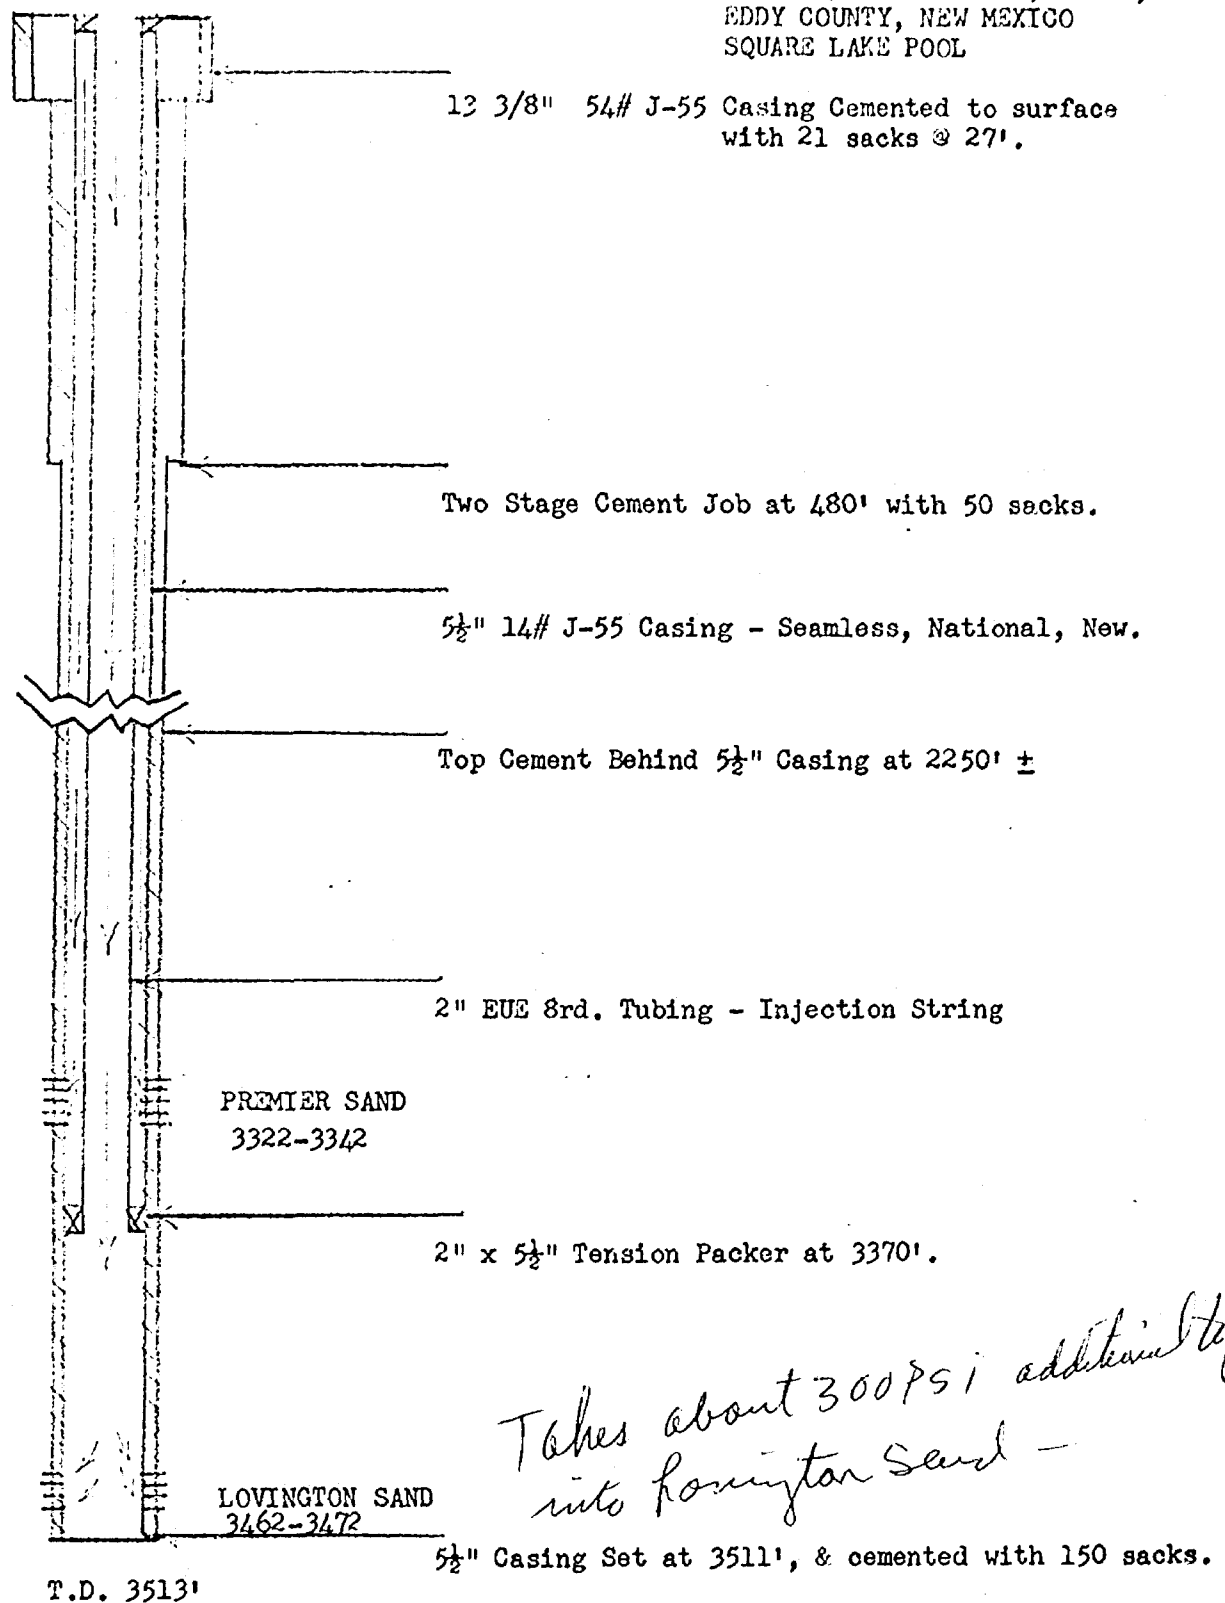 EDDY COUNTY, NEW MEXICO
SQUARE LAKE POOL
13 3/8" 54# J-55 Casing Cemented to surface
with 21 sacks @ 27'.
Two Stage Cement Job at 480' with 50 sacks.
5½" 14# J-55 Casing - Seamless, National, New.
Top Cement Behind 5½" Casing at 2250' ±
2" EUE 8rd. Tubing - Injection String
PREMIER SAND
3322-3342
2" x 5½" Tension Packer at 3370'.
Takes about 300 PSI additional
into Lovington Sand -
LOVINGTON SAND
3462-3472
5½" Casing Set at 3511', & cemented with 150 sacks.
T.D. 3513'